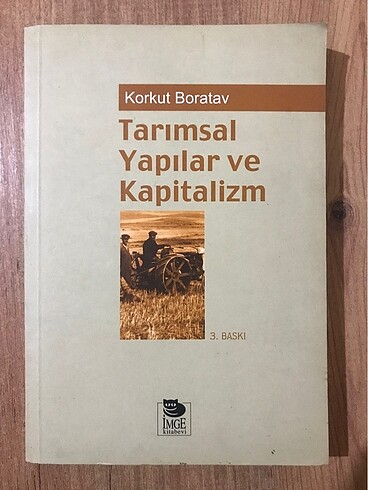 Korkut Boratav
Tarımsal
Yapılar ve
Kapitalizm
3. BASKI
İMGE
kitabevi